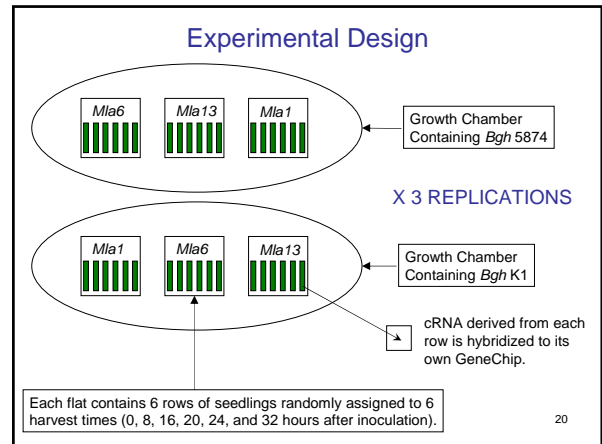 Experimental Design
Mla6 Mla13 Mla1
Growth Chamber
Containing Bgh 5874
X 3 REPLICATIONS
Mla1 Mla6 Mla13
Growth Chamber
Containing Bgh K1
cRNA derived from each
row is hybridized to its
own GeneChip.
Each flat contains 6 rows of seedlings randomly assigned to 6
harvest times (0, 8, 16, 20, 24, and 32 hours after inoculation).
20